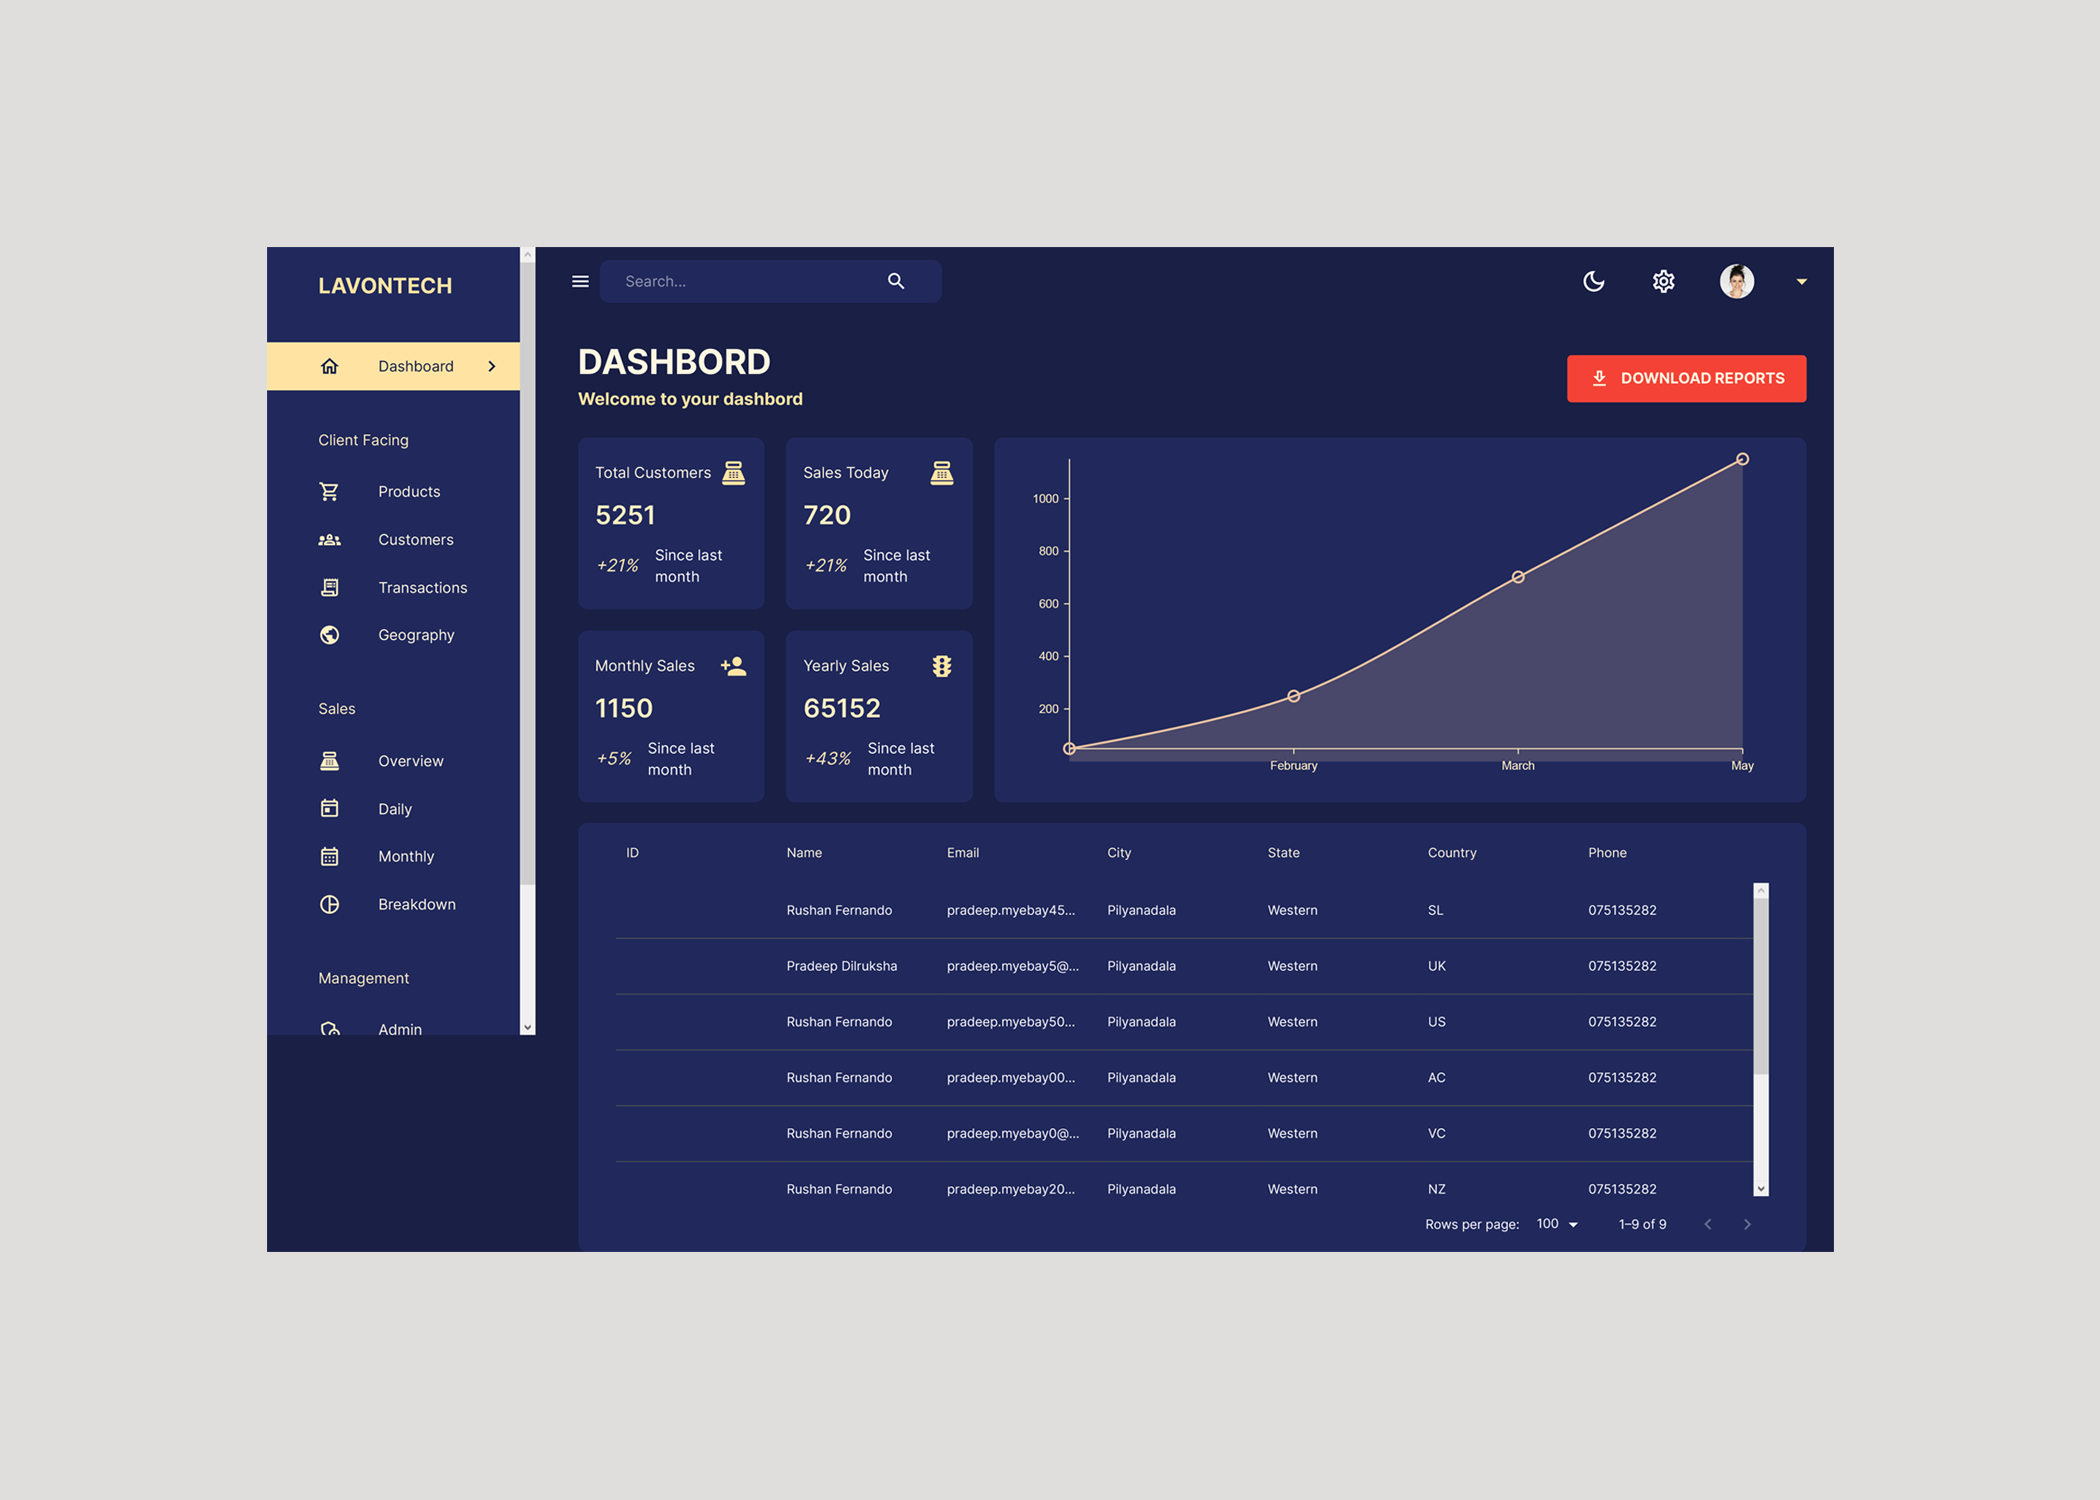 LAVONTECH
Dashboard
Client Facing
Products
Customers
Transactions
Geography
Sales
Overview
Daily
Monthly
Breakdown
Management
Admin
Search...
DASHBORD
Welcome to your dashbord
DOWNLOAD REPORTS
Total Customers
5251
+21% Since last
month
Sales Today
720
+21% Since last
month
Monthly Sales
1150
+5% Since last
month
Yearly Sales
65152
+43% Since last
month
1000
800
600
400
200
February March May
ID Name Email City State Country Phone
Rushan Fernando pradeep.myebay45... Pilyanadala Western SL 075135282
Pradeep Dilruksha pradeep.myebay5@... Pilyanadala Western UK 075135282
Rushan Fernando pradeep.myebay50... Pilyanadala Western US 075135282
Rushan Fernando pradeep.myebay00... Pilyanadala Western AC 075135282
Rushan Fernando pradeep.myebay0@... Pilyanadala Western VC 075135282
Rushan Fernando pradeep.myebay20... Pilyanadala Western NZ 075135282
Rows per page: 100 1–9 of 9